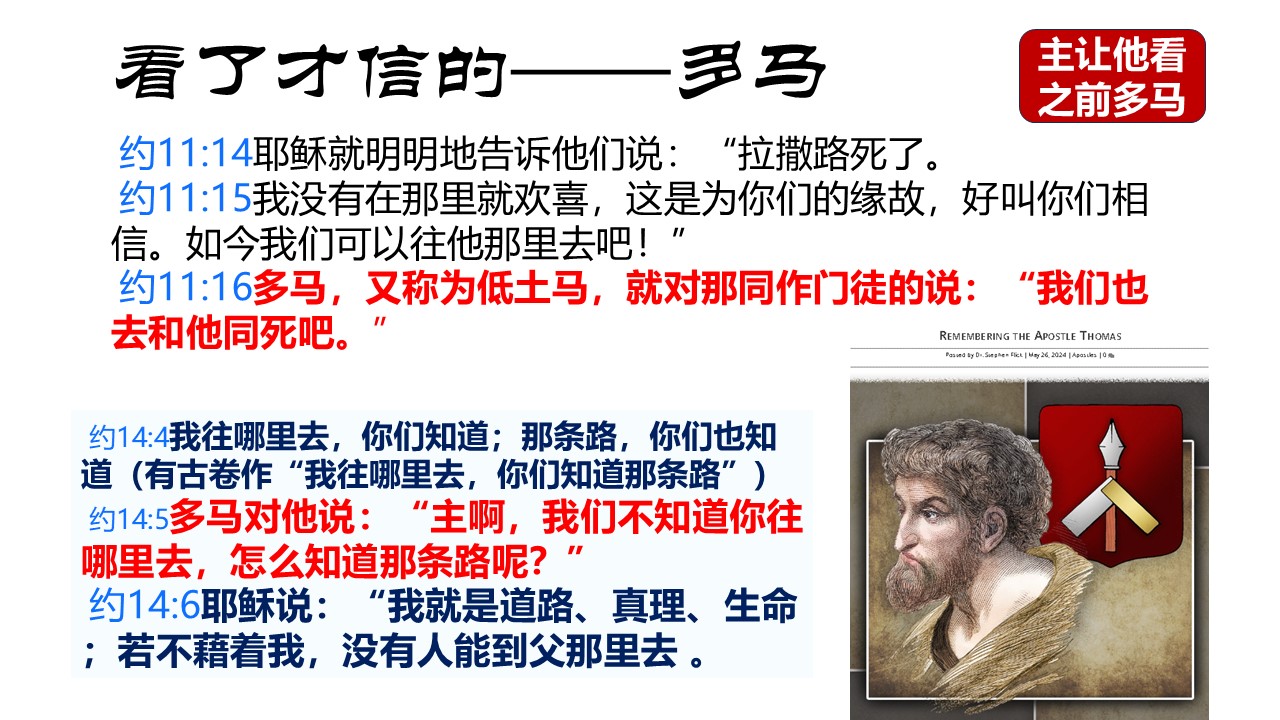 看了才信的——多马
主让他看
之前多马
约11:14耶稣就明明地告诉他们说：“拉撒路死了。
约11:15我没有在那里就欢喜，这是为你们的缘故，好叫你们相
信。如今我们可以往他那里去吧！”
约11:16多马，又称为低土马，就对那同作门徒的说：“我们也
去和他同死吧。”
REMEMBERING THE APOSTLE THOMAS
Posted by Dr. Stephen Flick | May 26, 2024 | Apostles | 0
约14:4我往哪里去，你们知道；那条路，你们也知
道（有古卷作“我往哪里去，你们知道那条路”）
约14:5多马对他说：“主啊，我们不知道你往
哪里去，怎么知道那条路呢？”
约14:6耶稣说：“我就是道路、真理、生命
；若不藉着我，没有人能到父那里去 。